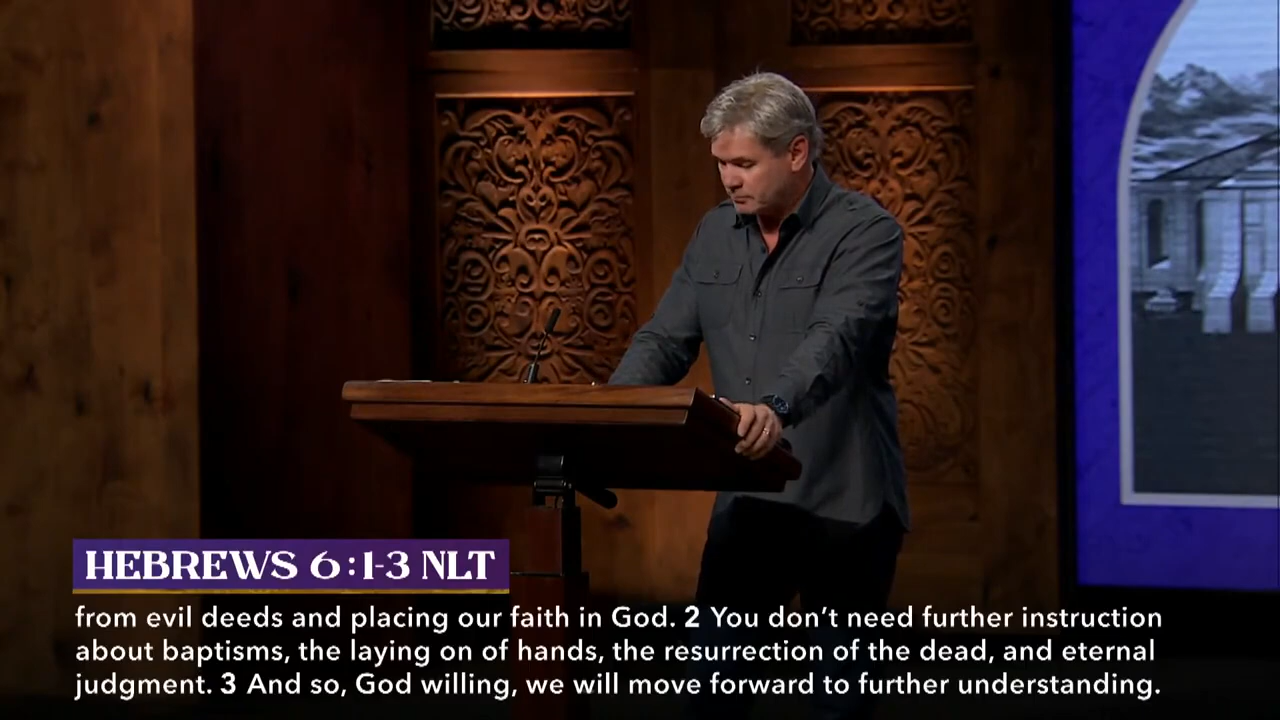 HEBREWS 6:1-3 NLT
from evil deeds and placing our faith in God. 2 You don’t need further instruction
about baptisms, the laying on of hands, the resurrection of the dead, and eternal
judgment. 3 And so, God willing, we will move forward to further understanding.